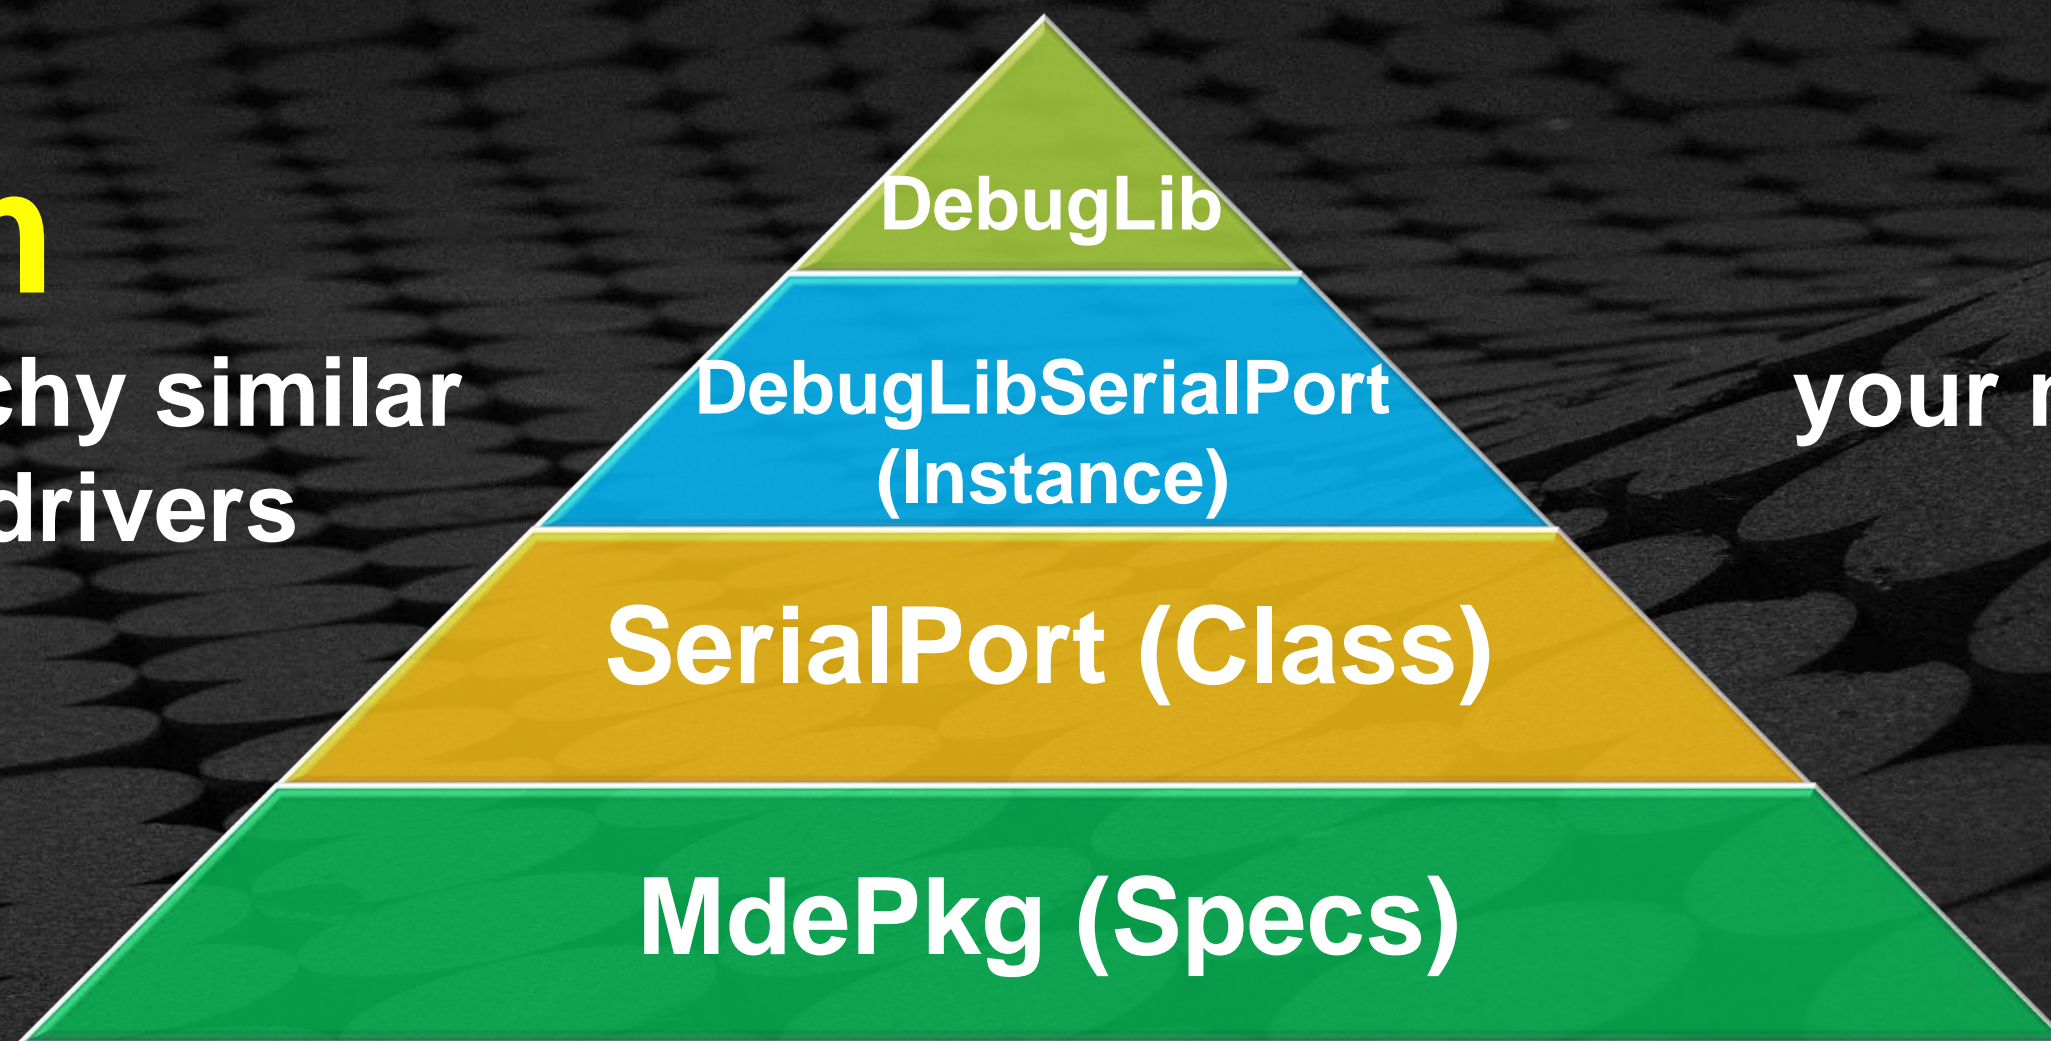 DebugLib
chy similar
drivers
DebugLibSerialPort
(Instance)
your
SerialPort (Class)
MdePkg (Specs)